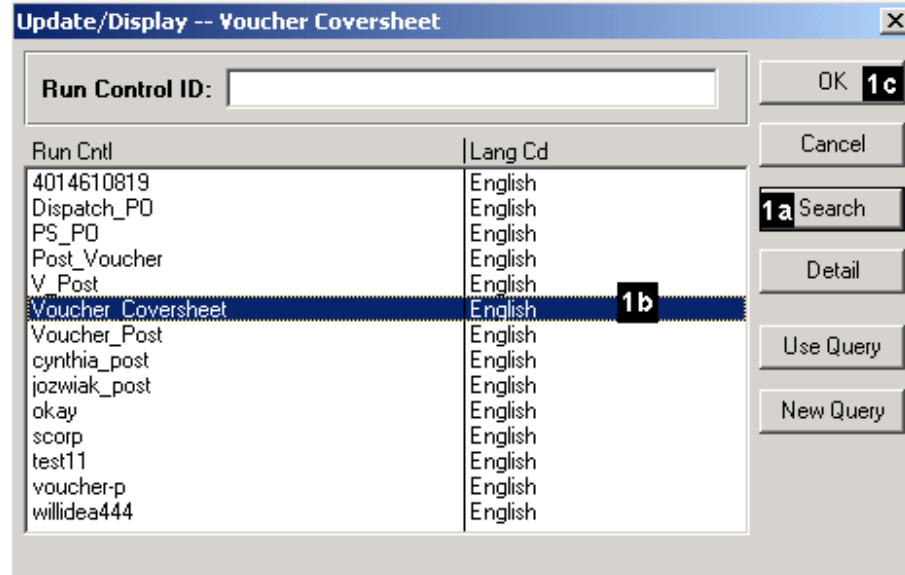 Update/Display -- Voucher Coversheet
Run Control ID:
OK 1c
Cancel
1a Search
Detail
Use Query
New Query
Run Cntl Lang Cd
4014610819 English
Dispatch_PO English
PS_PO English
Post_Voucher English
V_Post English
Voucher_Coversheet English 1b
Voucher_Post English
cynthia_post English
jozwiak_post English
okay English
scorp English
test11 English
voucher-p English
willidea444 English